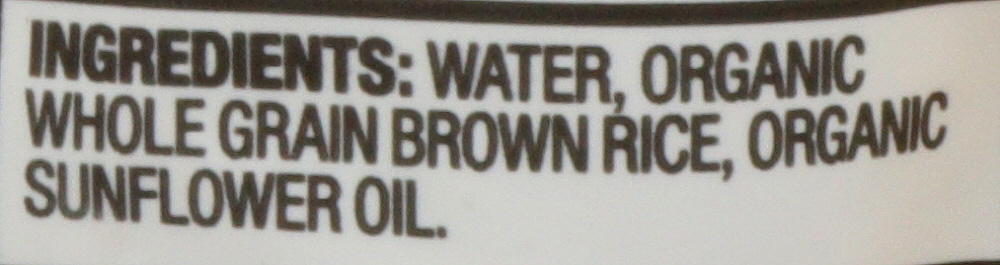 INGREDIENTS: WATER, ORGANIC
WHOLE GRAIN BROWN RICE, ORGANIC
SUNFLOWER OIL.